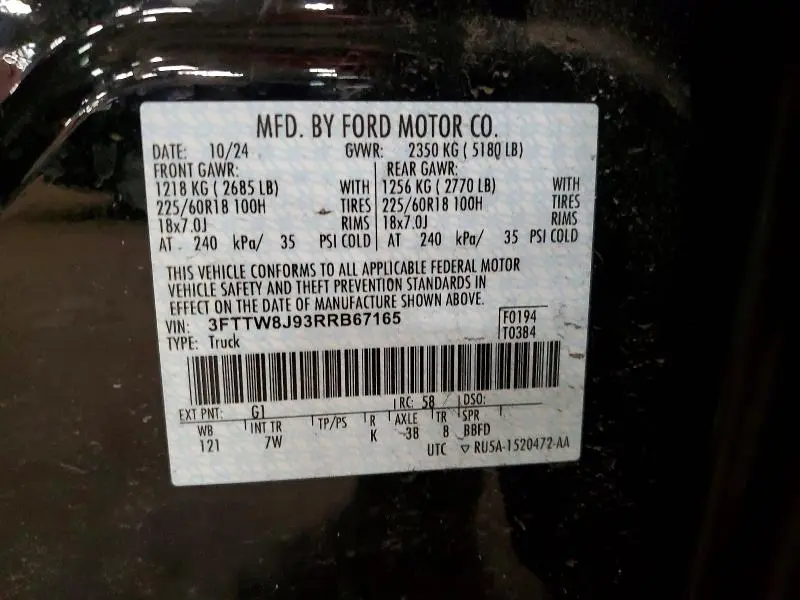 MFD. BY FORD MOTOR CO.
DATE: 10/24 GVWR: 2350 KG ( 5180 LB)
FRONT GAWR: REAR GAWR:
1218 KG ( 2685 LB) WITH 1256 KG ( 2770 LB) WITH
225/60R18 100H TIRES 225/60R18 100H TIRES
18x7.0J RIMS 18x7.0J RIMS
AT 240 kPa/ 35 PSI COLD AT 240 kPa/ 35 PSI COLD
THIS VEHICLE CONFORMS TO ALL APPLICABLE FEDERAL MOTOR
VEHICLE SAFETY AND THEFT PREVENTION STANDARDS IN
EFFECT ON THE DATE OF MANUFACTURE SHOWN ABOVE.
VIN: 3FTTW8J93RRB67165 F0194
TYPE: Truck T0384
EXT PNT: G1 RC: 58 DSO:
WB INT TR TP/PS R AXLE TR SPR
121 7W K 3B 8 BBFD
UTC ▽ RU5A-1520472-AA